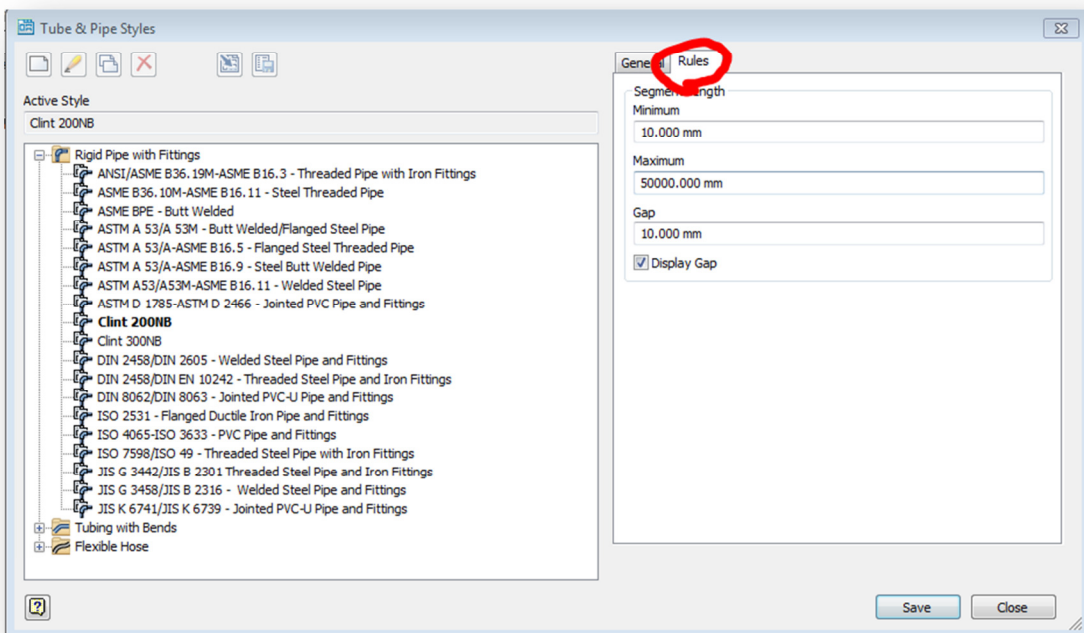 Tube & Pipe Styles
Active Style
Clint 200NB
Rigid Pipe with Fittings
ANSI/ASME B36.19M-ASME B16.3 - Threaded Pipe with Iron Fittings
ASME B36.10M-ASME B16.11 - Steel Threaded Pipe
ASME BPE - Butt Welded
ASTM A 53/A 53M - Butt Welded/Flanged Steel Pipe
ASTM A 53/A-ASME B16.5 - Flanged Steel Threaded Pipe
ASTM A 53/A-ASME B16.9 - Steel Butt Welded Pipe
ASTM A53/A53M-ASME B16.11 - Welded Steel Pipe
ASTM D 1785-ASTM D 2466 - Jointed PVC Pipe and Fittings
Clint 200NB
Clint 300NB
DIN 2458/DIN 2605 - Welded Steel Pipe and Fittings
DIN 2458/DIN EN 10242 - Threaded Steel Pipe and Iron Fittings
DIN 8062/DIN 8063 - Jointed PVC-U Pipe and Fittings
ISO 2531 - Flanged Ductile Iron Pipe and Fittings
ISO 4065-ISO 3633 - PVC Pipe and Fittings
ISO 7598/ISO 49 - Threaded Steel Pipe with Iron Fittings
JIS G 3442/JIS B 2301 Threaded Steel Pipe and Iron Fittings
JIS G 3458/JIS B 2316 - Welded Steel Pipe and Fittings
JIS K 6741/JIS K 6739 - Jointed PVC-U Pipe and Fittings
Tubing with Bends
Flexible Hose
General Rules
Segment Length
Minimum
10.000 mm
Maximum
50000.000 mm
Gap
10.000 mm
Display Gap
Save Close